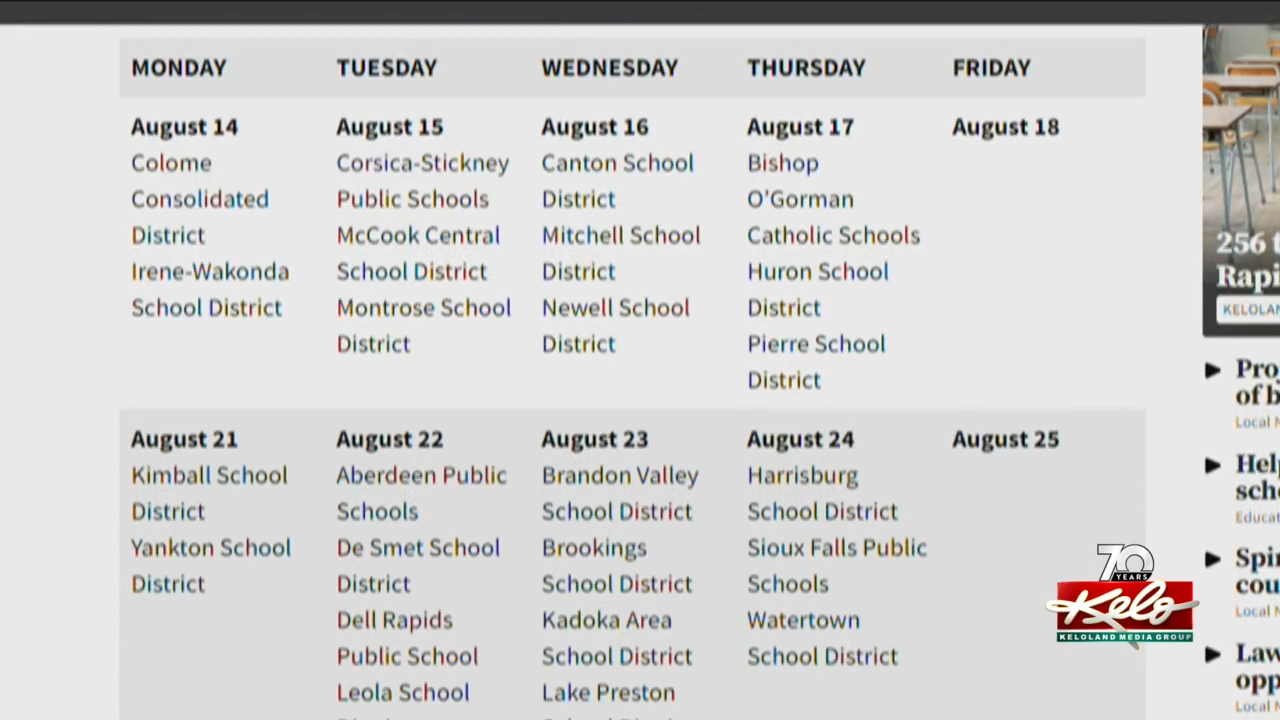 MONDAY
TUESDAY
WEDNESDAY
THURSDAY
FRIDAY
August 14
Colome
Consolidated
District
Irene-Wakonda
School District
August 15
Corsica-Stickney
Public Schools
McCook Central
School District
Montrose School
District
August 16
Canton School
District
Mitchell School
District
Newell School
District
August 17
Bishop
O'Gorman
Catholic Schools
Huron School
District
Pierre School
District
August 18
August 21
Kimball School
District
Yankton School
District
August 22
Aberdeen Public
Schools
De Smet School
District
Dell Rapids
Public School
Leola School
August 23
Brandon Valley
School District
Brookings
School District
Kadoka Area
School District
Lake Preston
August 24
Harrisburg
School District
Sioux Falls Public
Schools
Watertown
School District
August 25
256
Rapi
KELOLAN
Pro
of b
Local N
Help
sch
Educat
Spi
cou
Local N
Law
opp
Local N
70
YEARS
Kelo
KELOLAND MEDIA GROUP